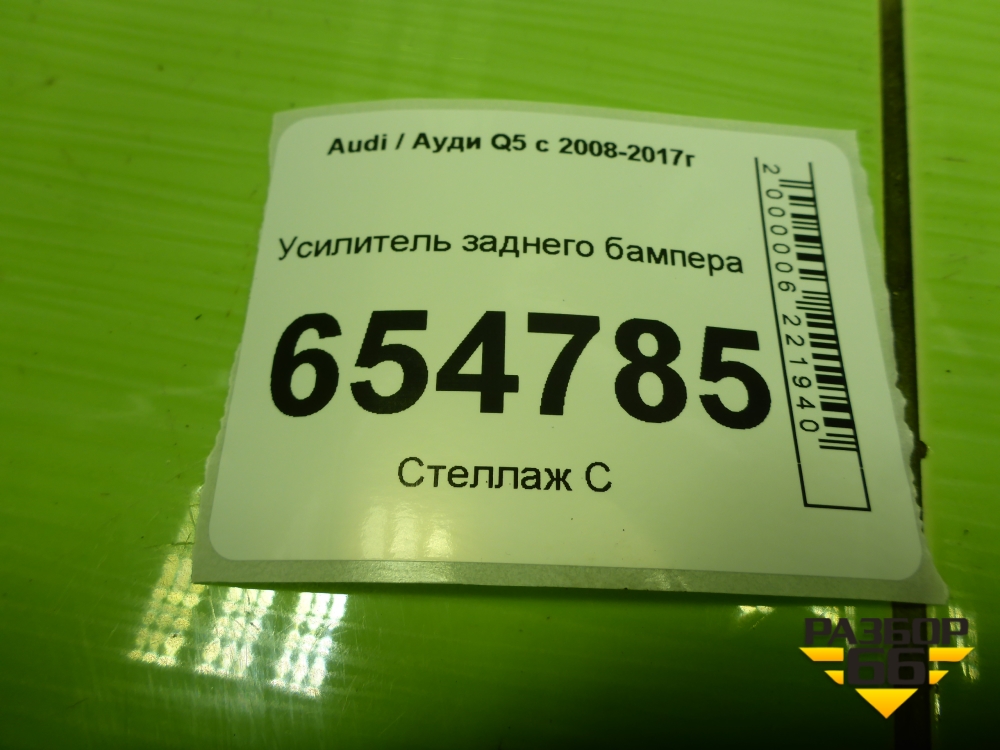 Audi / Ауди Q5 с 2008-2017г
Усилитель заднего бампера
654785
Стеллаж С
2000006221940
РАЗБОР
66